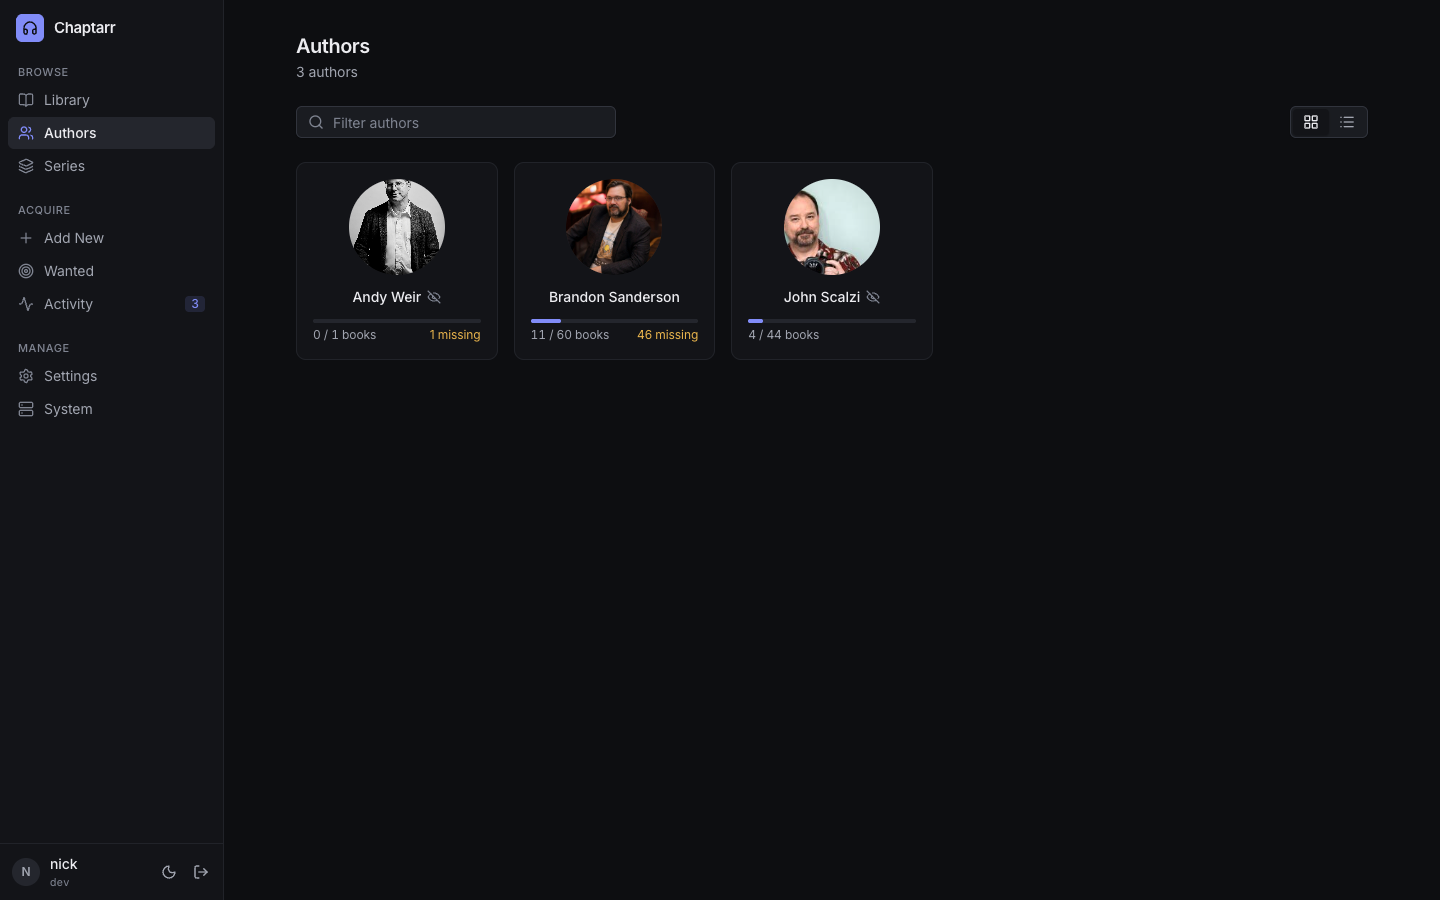 Chaptarr
BROWSE
Library
Authors
Series
ACQUIRE
Add New
Wanted
Activity 3
MANAGE
Settings
System
N
nick
dev
Authors
3 authors
Filter authors
Andy Weir
0 / 1 books 1 missing
Brandon Sanderson
11 / 60 books 46 missing
John Scalzi
4 / 44 books